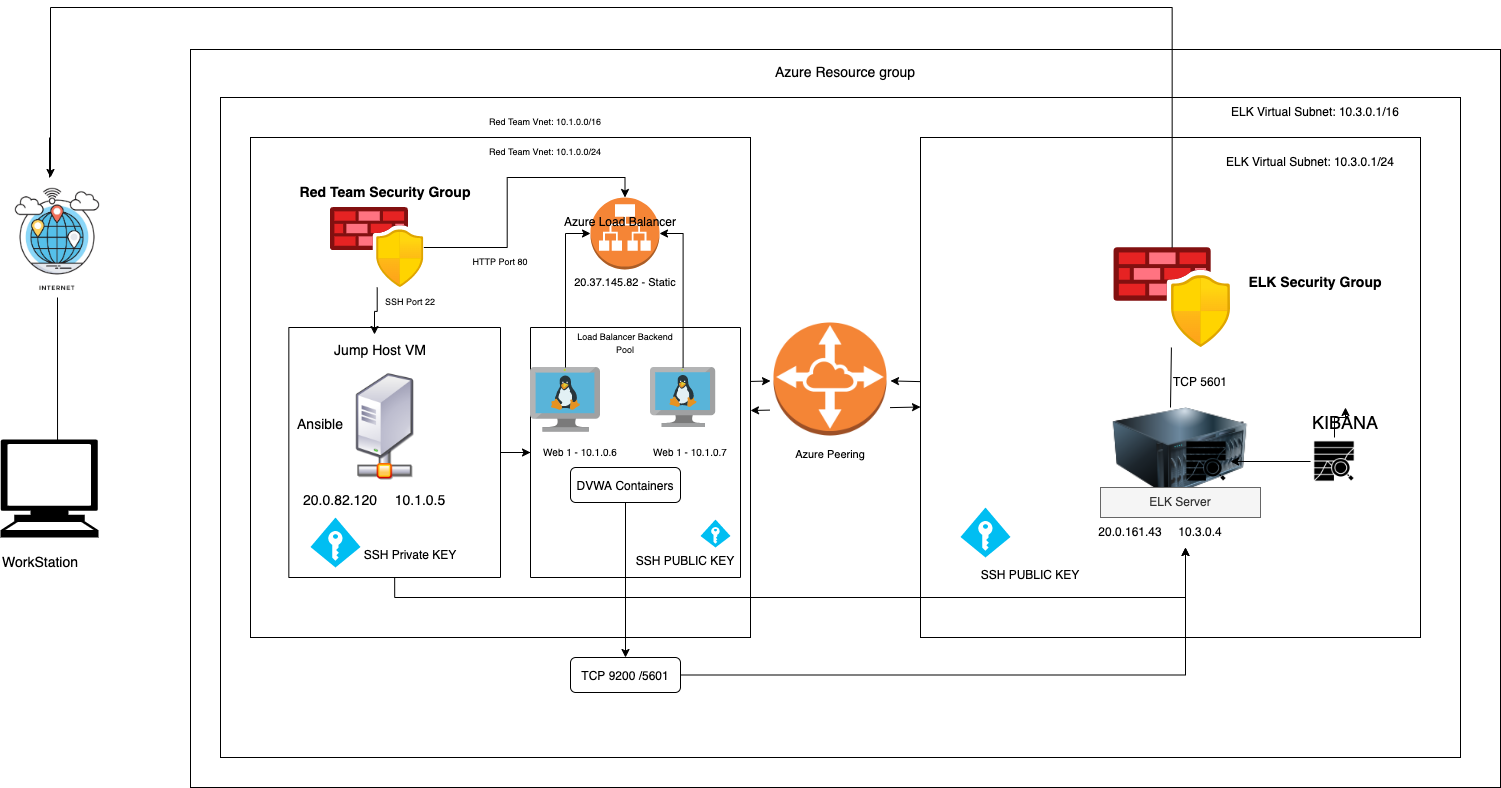 Azure Resource group
ELK Virtual Subnet: 10.3.0.1/16
Red Team Vnet: 10.1.0.0/16
Red Team Vnet: 10.1.0.0/24
ELK Virtual Subnet: 10.3.0.1/24
Red Team Security Group
Azure Load Balancer
HTTP Port 80
20.37.145.82 - Static
ELK Security Group
INTERNET
SSH Port 22
Load Balancer Backend
Pool
Jump Host VM
TCP 5601
Ansible
KIBANA
Web 1 - 10.1.0.6
Web 1 - 10.1.0.7
Azure Peering
DVWA Containers
20.0.82.120
10.1.0.5
ELK Server
20.0.161.43
10.3.0.4
SSH Private KEY
SSH PUBLIC KEY
SSH PUBLIC KEY
WorkStation
TCP 9200 /5601